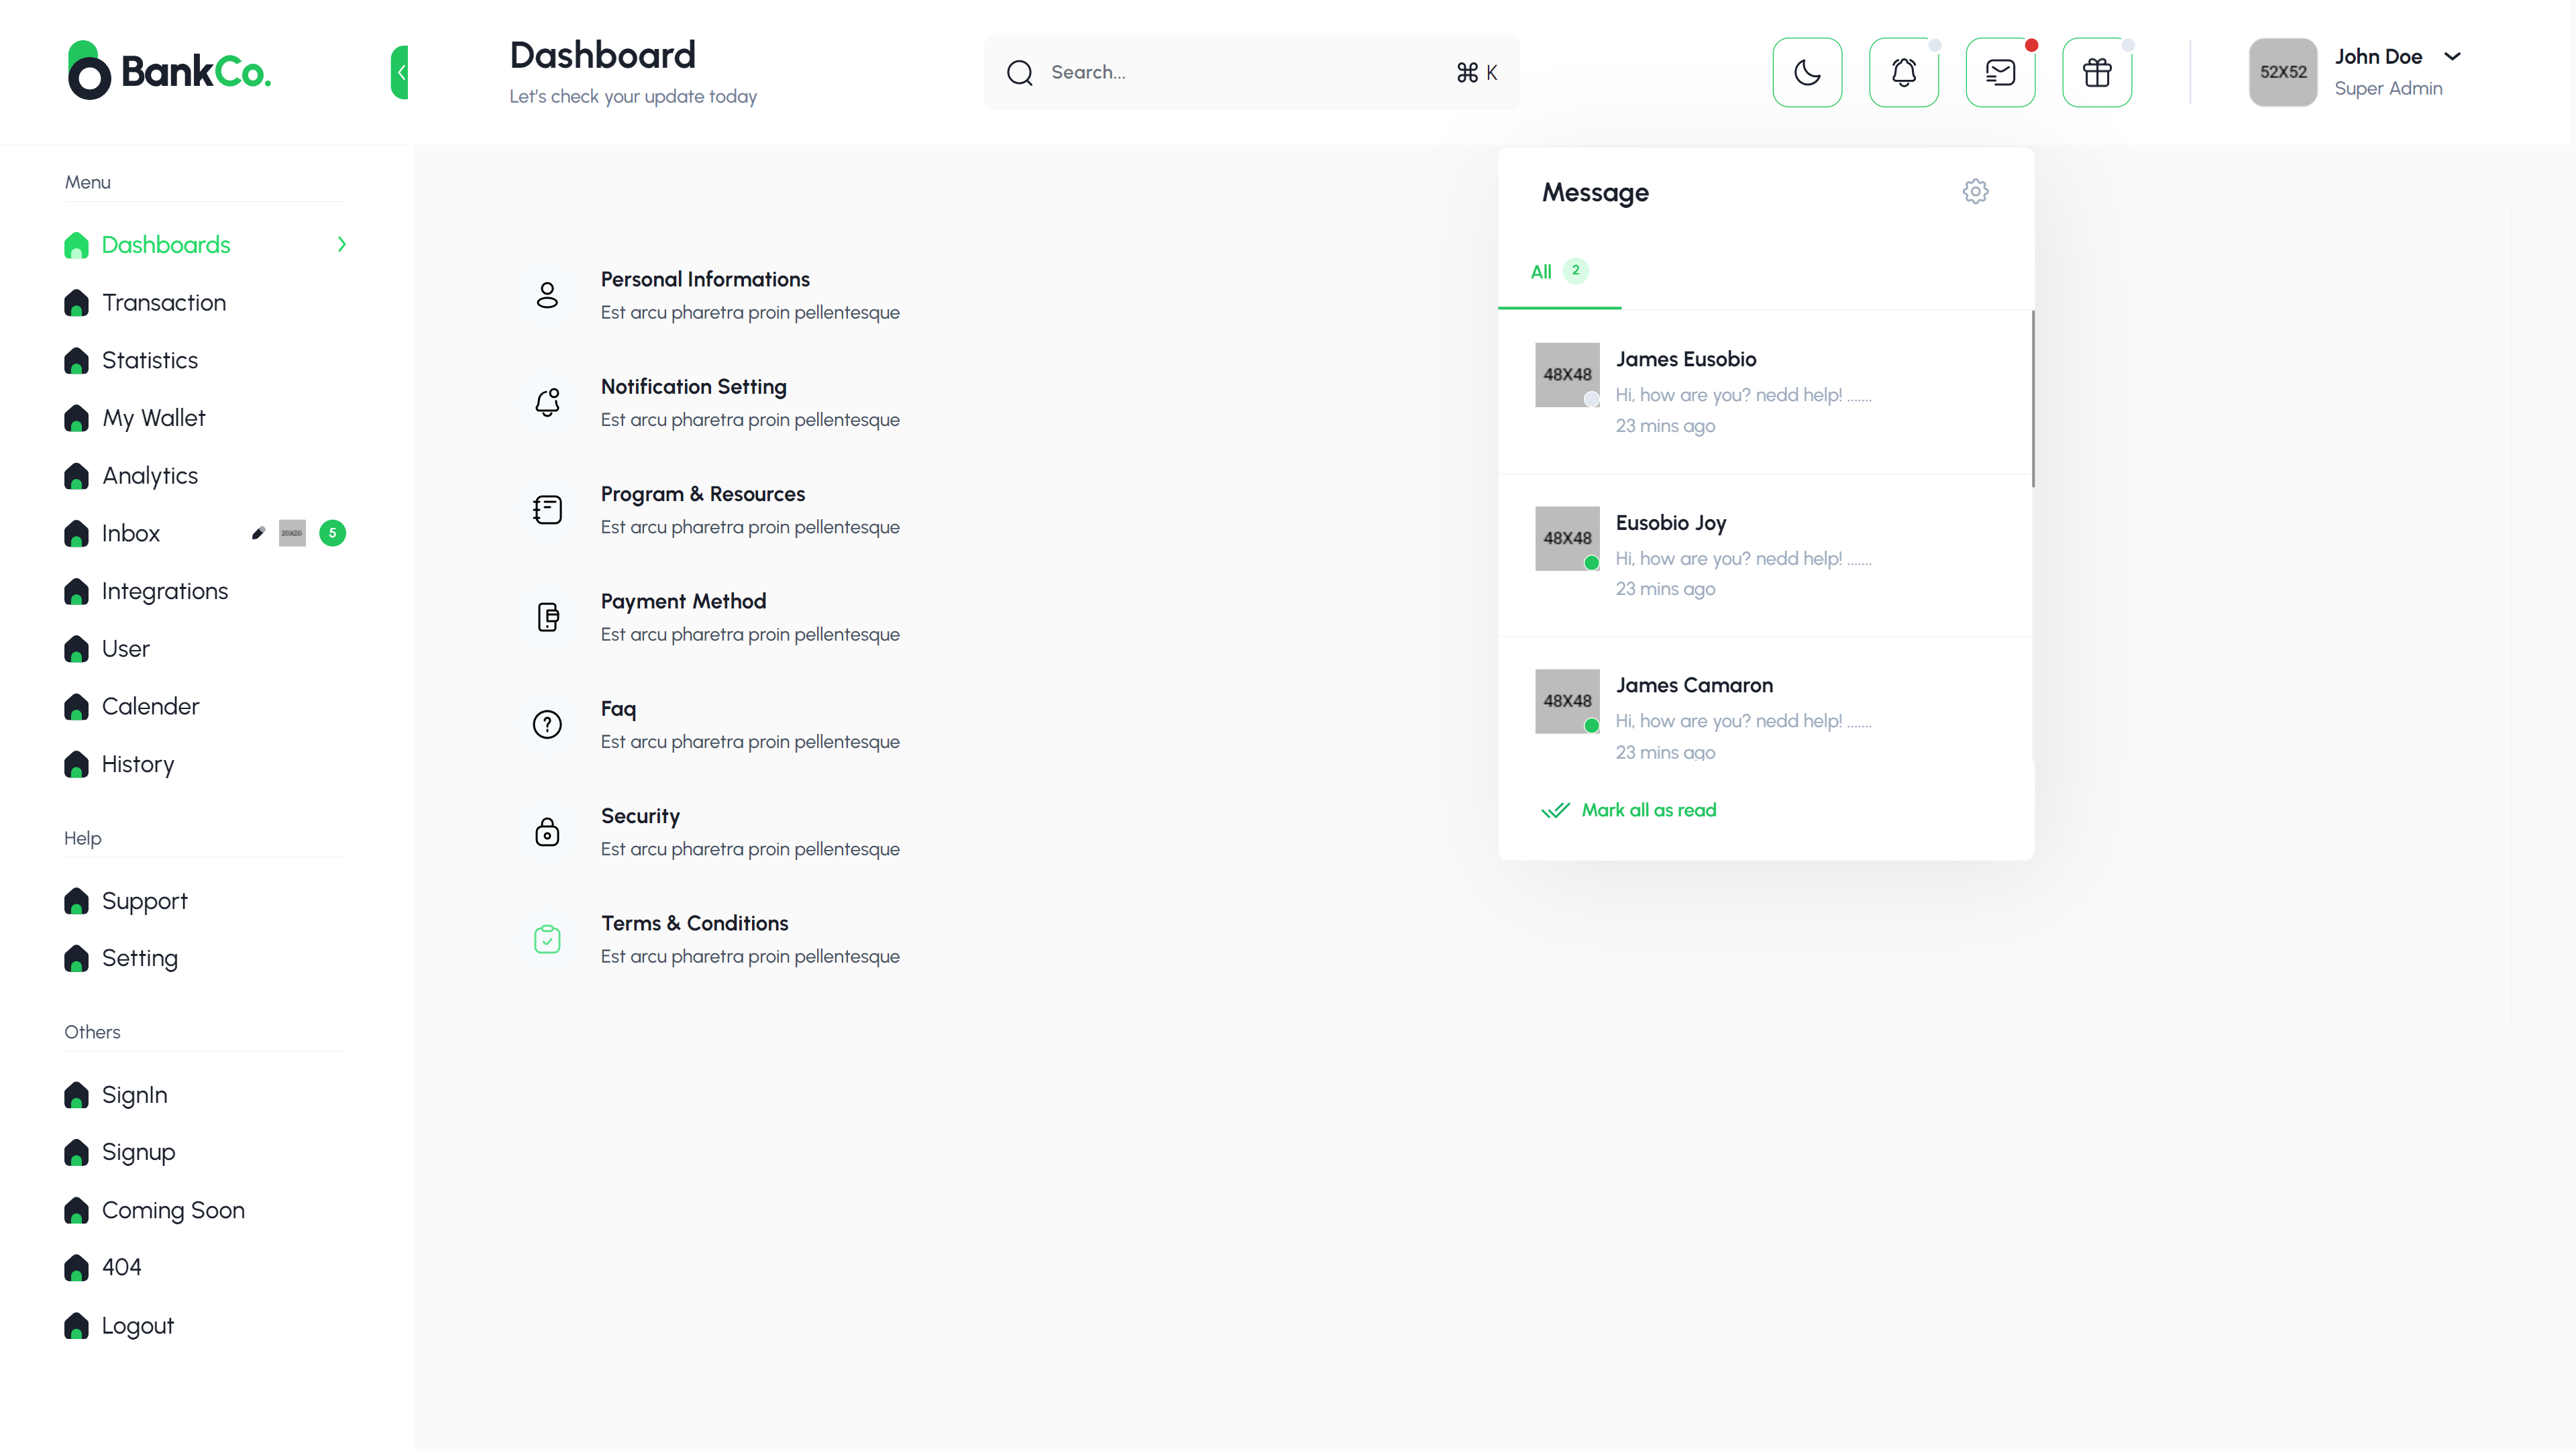 BankCo.
Dashboard
Let's check your update today
Search...
⌘ K
52X52
John Doe
Super Admin
Menu
Dashboards
Transaction
Statistics
My Wallet
Analytics
Inbox
5
Integrations
User
Calender
History
Help
Support
Setting
Others
SignIn
Signup
Coming Soon
404
Logout
Personal Informations
Est arcu pharetra proin pellentesque
Notification Setting
Est arcu pharetra proin pellentesque
Program & Resources
Est arcu pharetra proin pellentesque
Payment Method
Est arcu pharetra proin pellentesque
Faq
Est arcu pharetra proin pellentesque
Security
Est arcu pharetra proin pellentesque
Terms & Conditions
Est arcu pharetra proin pellentesque
Message
All 2
48X48
James Eusobio
Hi, how are you? nedd help! .......
23 mins ago
48X48
Eusobio Joy
Hi, how are you? nedd help! .......
23 mins ago
48X48
James Camaron
Hi, how are you? nedd help! .......
23 mins ago
Mark all as read